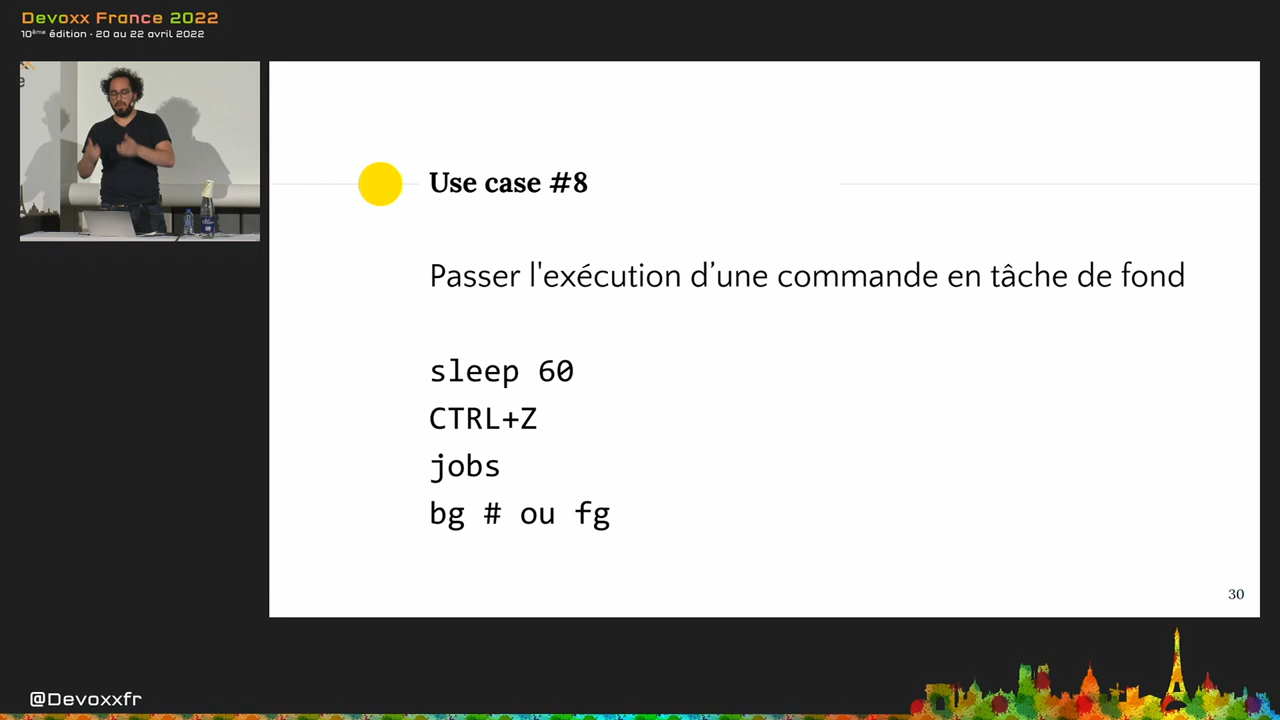 Devoxx France 2022
10ème édition - 20 au 22 avril 2022
Use case #8
Passer l'exécution d’une commande en tâche de fond
sleep 60
CTRL+Z
jobs
bg # ou fg
30
@Devoxxfr